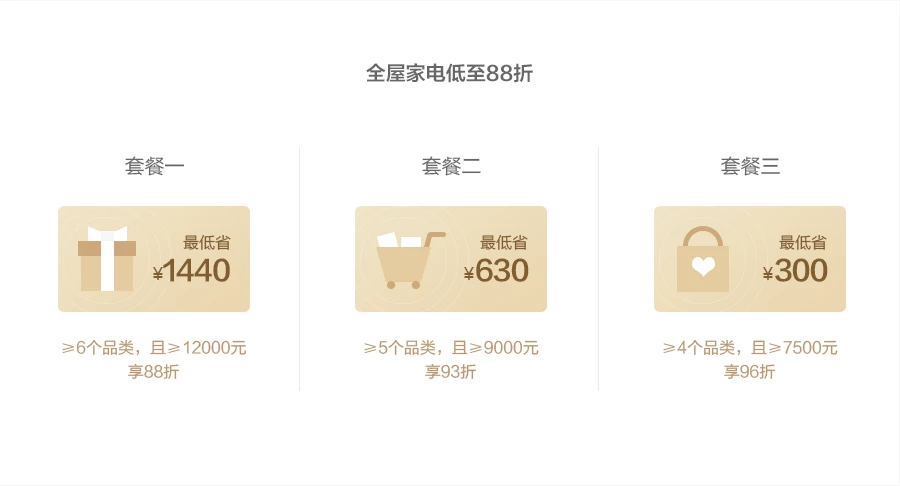 全屋家电低至88折
套餐一
最低省
¥1440
≥6个品类，且≥12000元
享88折
套餐二
最低省
¥630
≥5个品类，且≥9000元
享93折
套餐三
最低省
¥300
≥4个品类，且≥7500元
享96折